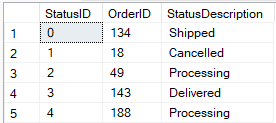 StatusID OrderID StatusDescription
1 0 134 Shipped
2 1 18 Cancelled
3 2 49 Processing
4 3 143 Delivered
5 4 188 Processing